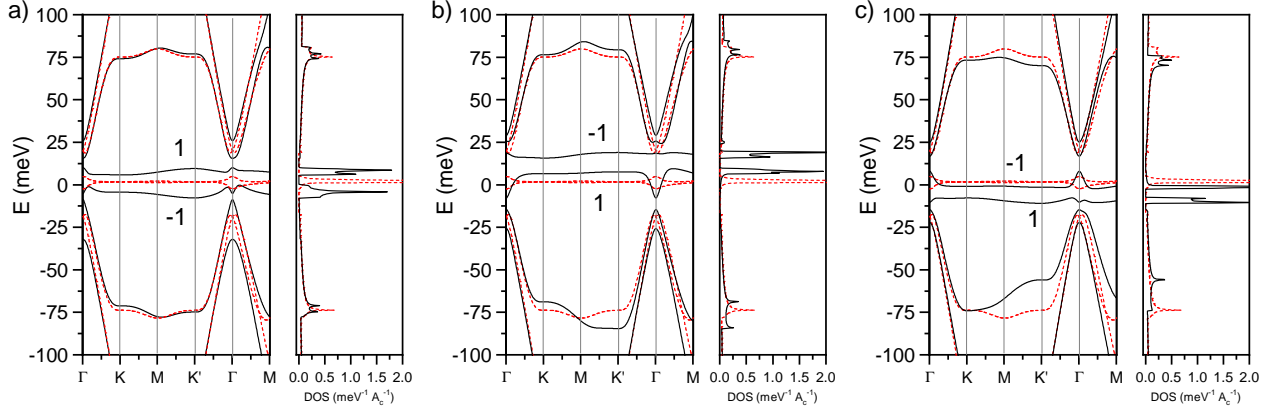 a) b) c)
100 100 100
75 75 75
50 50 50
25 25 25
0 0 0
-25 -25 -25
-50 -50 -50
-75 -75 -75
-100 -100 -100
E (meV) E (meV) E (meV)
1 -1 -1
-1 1 1
Γ K M K' Γ M 0.0 0.5 1.0 1.5 2.0 Γ K M K' Γ M 0.0 0.5 1.0 1.5 2.0 Γ K M K' Γ M 0.0 0.5 1.0 1.5 2.0
DOS (meV⁻¹ A꜀⁻¹) DOS (meV⁻¹ A꜀⁻¹) DOS (meV⁻¹ A꜀⁻¹)